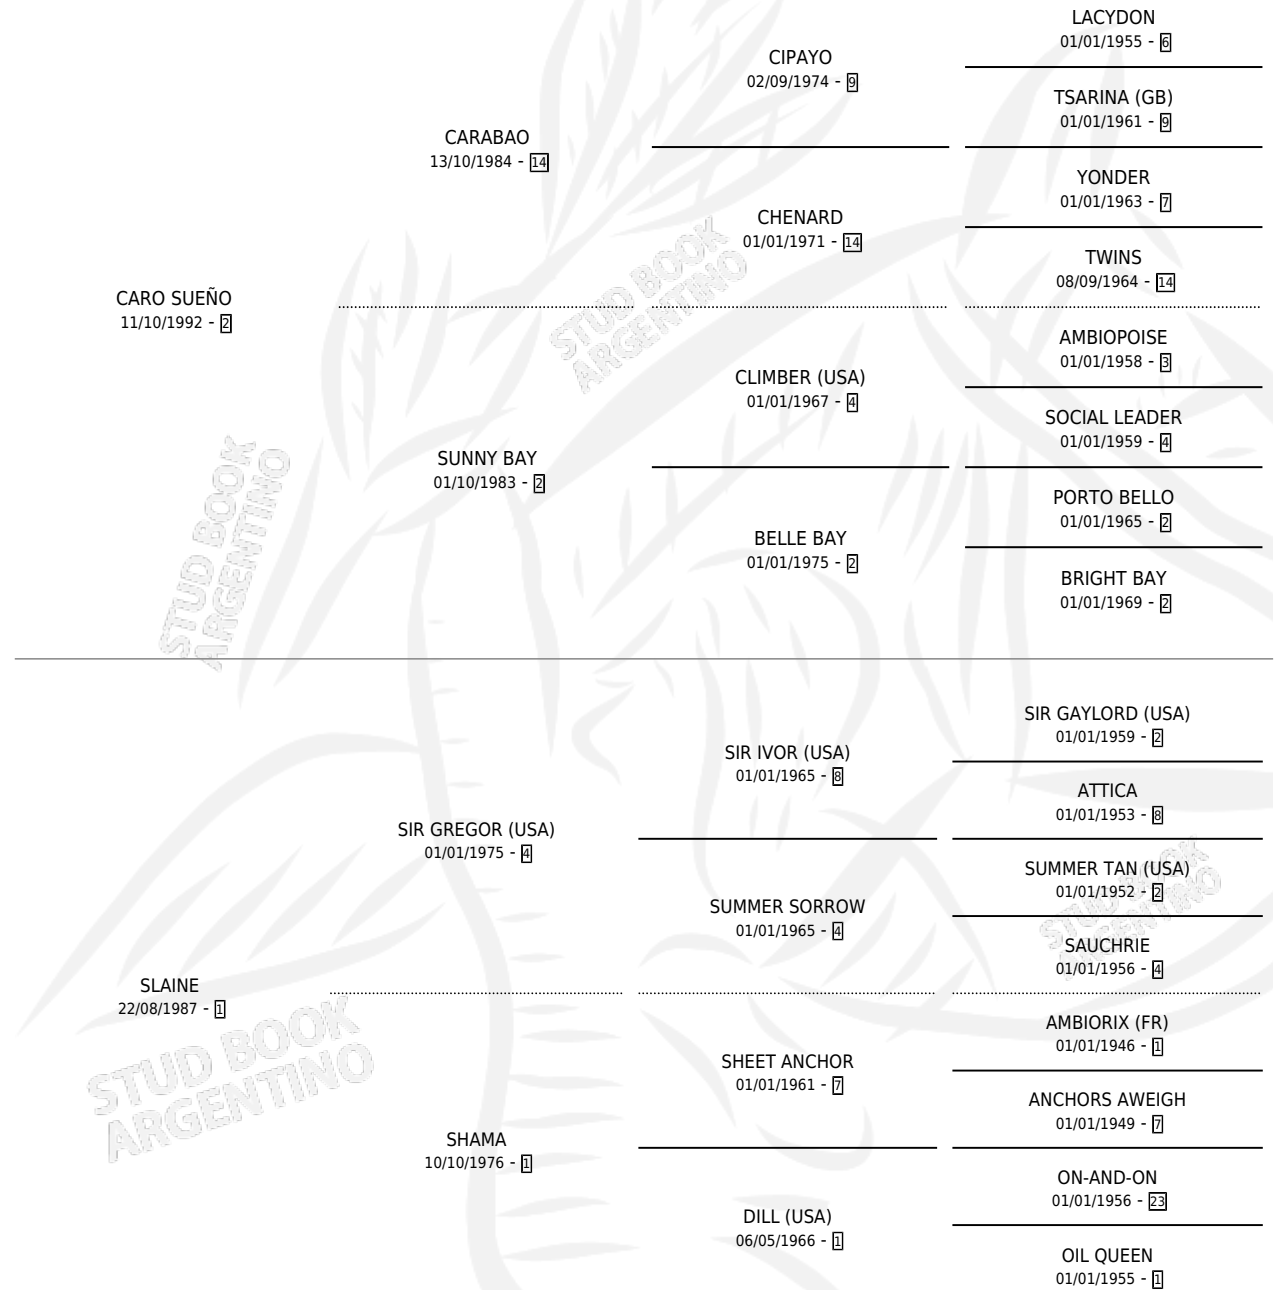 LACYDON
01/01/1955 - 6
CIPAYO
02/09/1974 - 9
TSARINA (GB)
01/01/1961 - 9
CARABAO
13/10/1984 - 14
YONDER
01/01/1963 - 7
CHENARD
01/01/1971 - 14
TWINS
08/09/1964 - 14
CARO SUEÑO
11/10/1992 - 2
STUD BOOK
ARGENTINO
AMBIOPOISE
01/01/1958 - 3
CLIMBER (USA)
01/01/1967 - 4
SOCIAL LEADER
01/01/1959 - 4
SUNNY BAY
01/10/1983 - 2
PORTO BELLO
01/01/1965 - 2
BELLE BAY
01/01/1975 - 2
BRIGHT BAY
01/01/1969 - 2
STUD BOOK
ARGENTINO
SIR GAYLORD (USA)
01/01/1959 - 2
SIR IVOR (USA)
01/01/1965 - 8
ATTICA
01/01/1953 - 8
SIR GREGOR (USA)
01/01/1975 - 4
SUMMER TAN (USA)
01/01/1952 - 2
SUMMER SORROW
01/01/1965 - 4
STUD BOOK
ARGENTINO
SAUCHRIE
01/01/1956 - 4
SLAINE
22/08/1987 - 1
AMBIORIX (FR)
01/01/1946 - 1
SHEET ANCHOR
01/01/1961 - 7
STUD BOOK
ARGENTINO
ANCHORS AWEIGH
01/01/1949 - 7
SHAMA
10/10/1976 - 1
ON-AND-ON
01/01/1956 - 23
DILL (USA)
06/05/1966 - 1
OIL QUEEN
01/01/1955 - 1